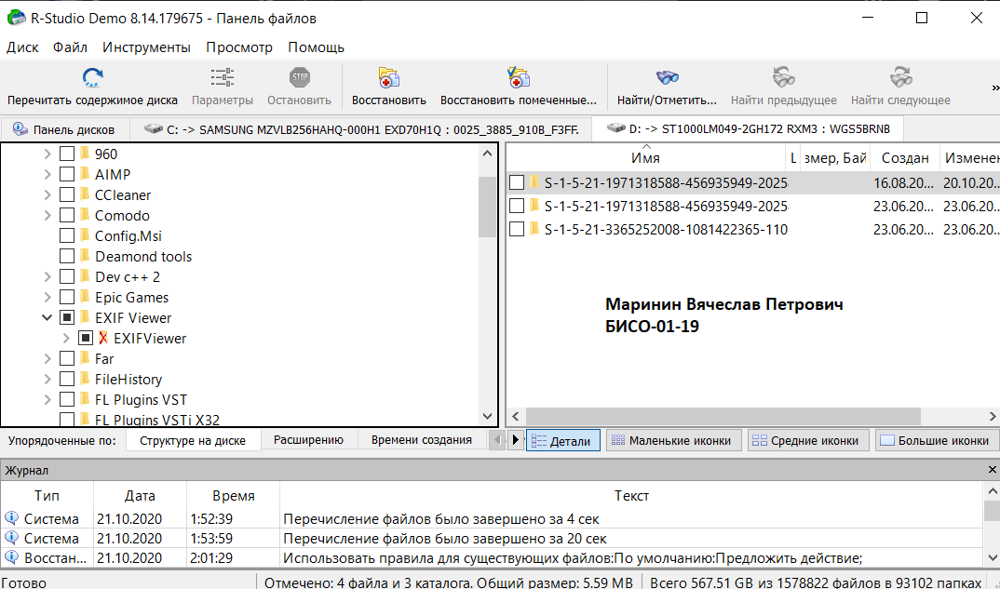 R-Studio Demo 8.14.179675 - Панель файлов
Диск Файл Инструменты Просмотр Помощь
Перечитать содержимое диска Параметры Остановить Восстановить Восстановить помеченные... Найти/Отметить... Найти предыдущее Найти следующее »
Панель дисков C: -> SAMSUNG MZVLB256HAHQ-000H1 EXD70H1Q : 0025_3885_910B_F3FF. D: -> ST1000LM049-2GH172 RXM3 : WGS5BRNB
960
AIMP
CCleaner
Comodo
Config.Msi
Deamond tools
Dev c++ 2
Epic Games
EXIF Viewer
EXIFViewer
Far
FileHistory
FL Plugins VST
FL Plugins VSTi X32
Имя L змер, Бай Создан Изменен
S-1-5-21-1971318588-456935949-2025 16.08.20... 20.10.20...
S-1-5-21-1971318588-456935949-2025 23.06.20... 23.06.20...
S-1-5-21-3365252008-1081422365-110 23.06.20... 23.06.20...
Маринин Вячеслав Петрович
БИСО-01-19
Упорядоченные по: Структуре на диске Расширению Времени создания Детали Маленькие иконки Средние иконки Большие иконки
Журнал
Тип Дата Время Текст
Система 21.10.2020 1:52:39 Перечисление файлов было завершено за 4 сек
Система 21.10.2020 1:53:59 Перечисление файлов было завершено за 20 сек
Восстан... 21.10.2020 2:01:29 Использовать правила для существующих файлов:По умолчанию:Предложить действие;
Готово Отмечено: 4 файла и 3 каталога. Общий размер: 5.59 MB Всего 567.51 GB из 1578822 файлов в 93102 папках